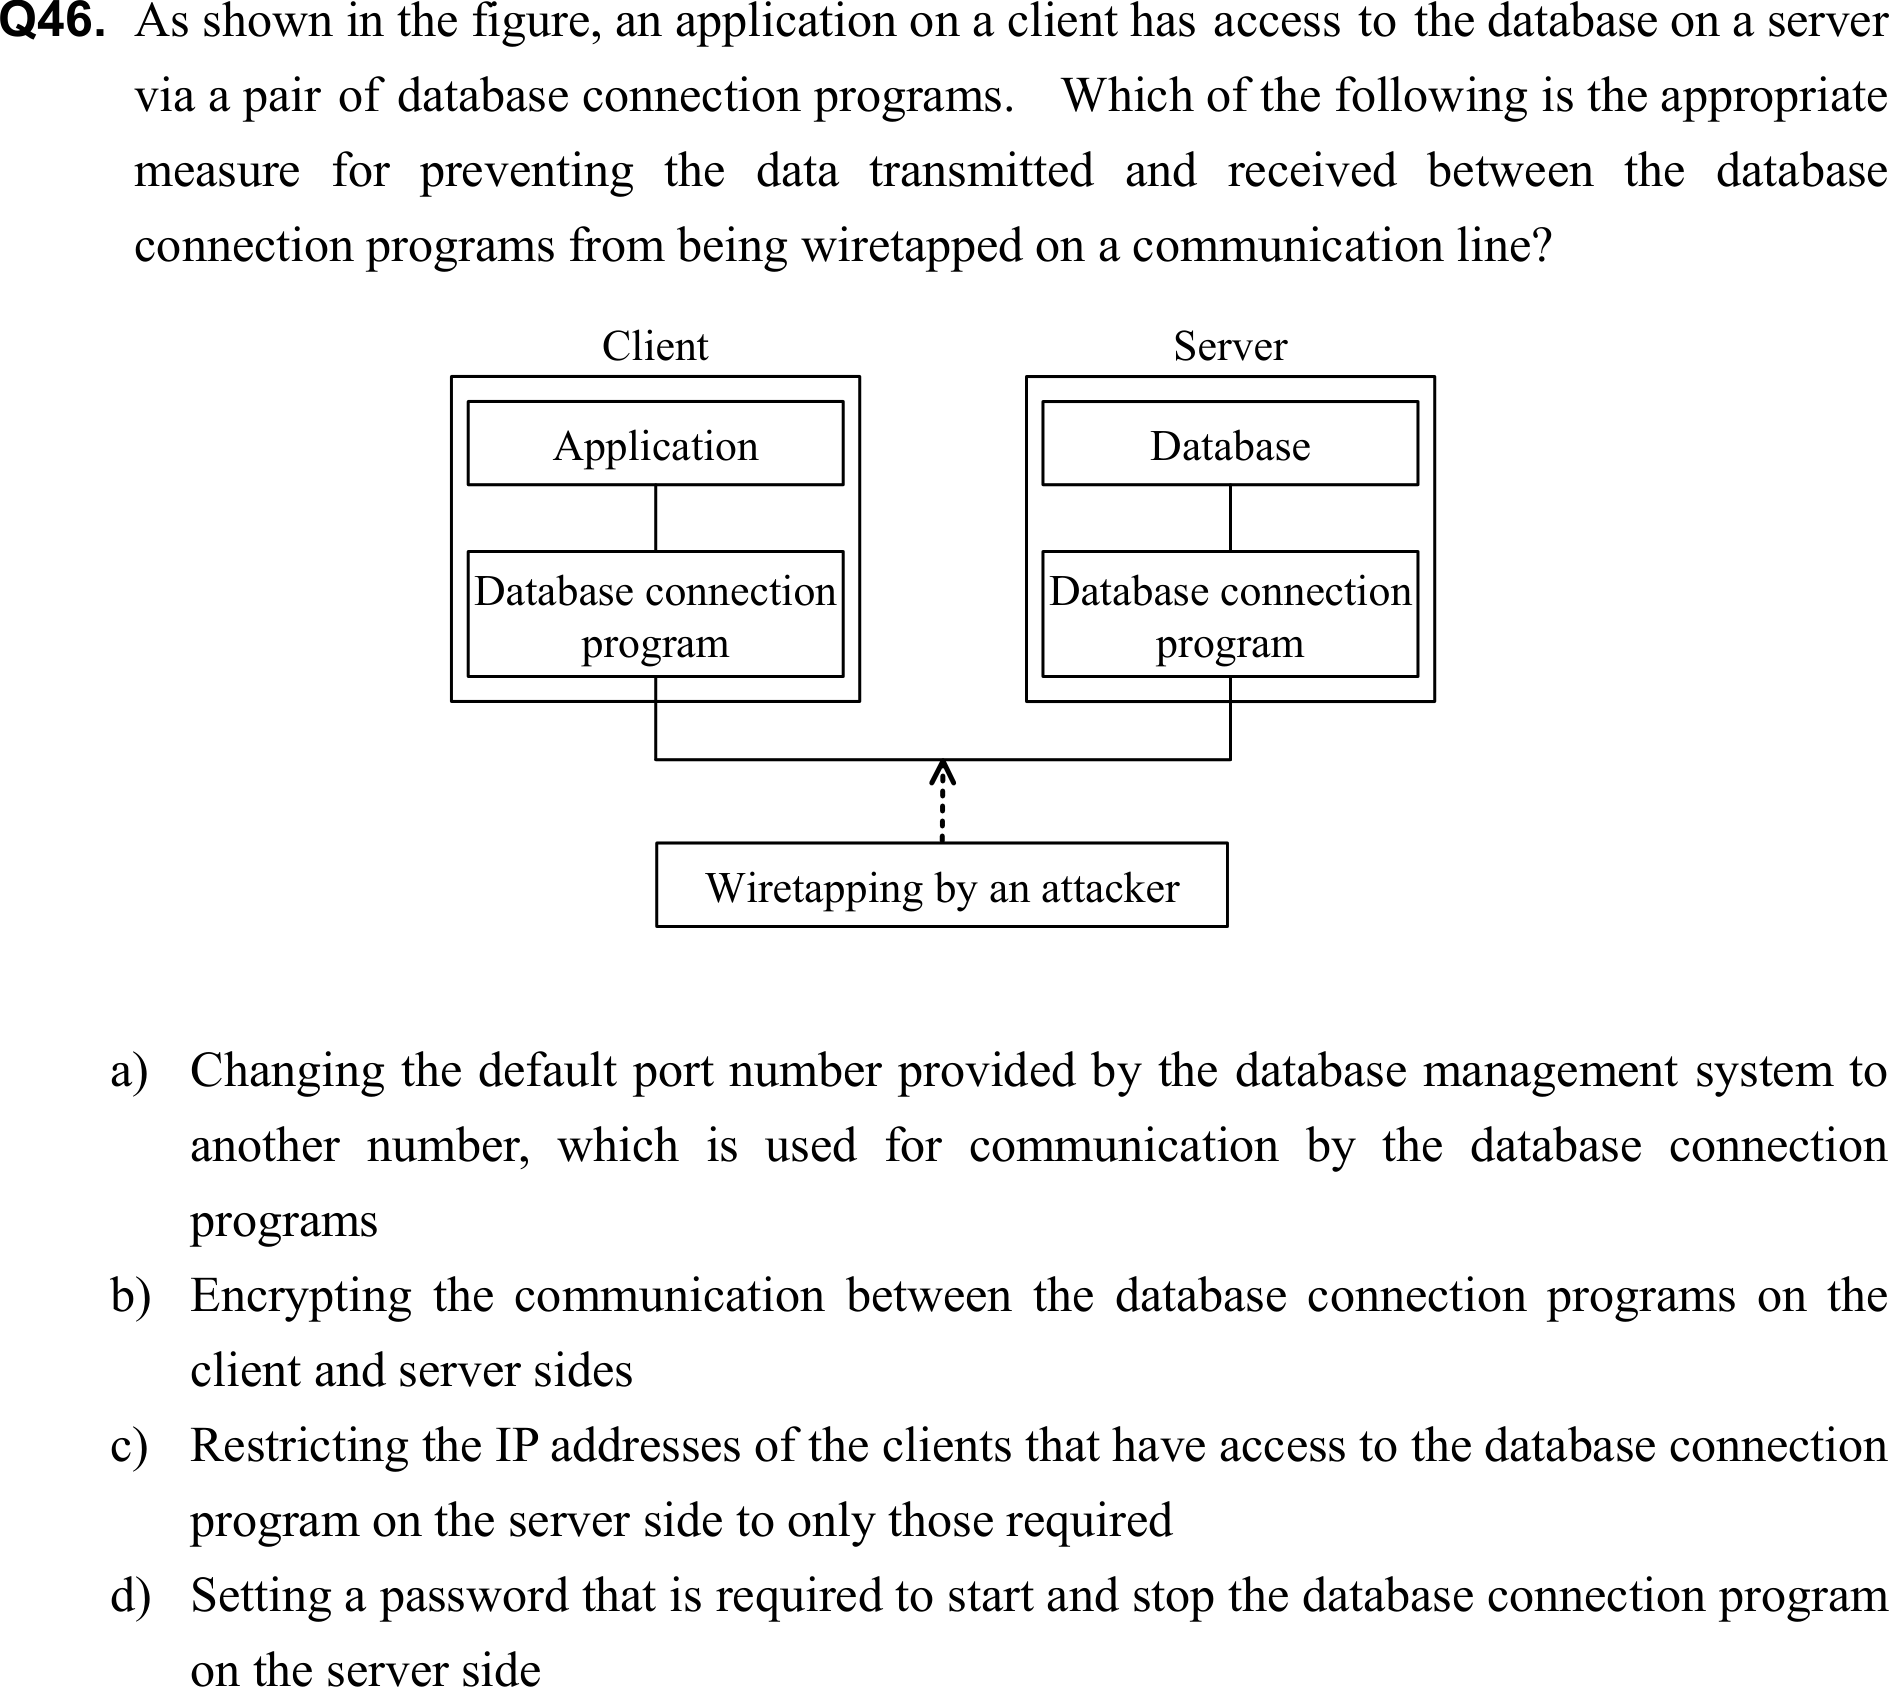 Q46. As shown in the figure, an application on a client has access to the database on a server
via a pair of database connection programs. Which of the following is the appropriate
measure for preventing the data transmitted and received between the database
connection programs from being wiretapped on a communication line?
Client Server
Application Database
Database connection Database connection
program program
Wiretapping by an attacker
a) Changing the default port number provided by the database management system to
another number, which is used for communication by the database connection
programs
b) Encrypting the communication between the database connection programs on the
client and server sides
c) Restricting the IP addresses of the clients that have access to the database connection
program on the server side to only those required
d) Setting a password that is required to start and stop the database connection program
on the server side